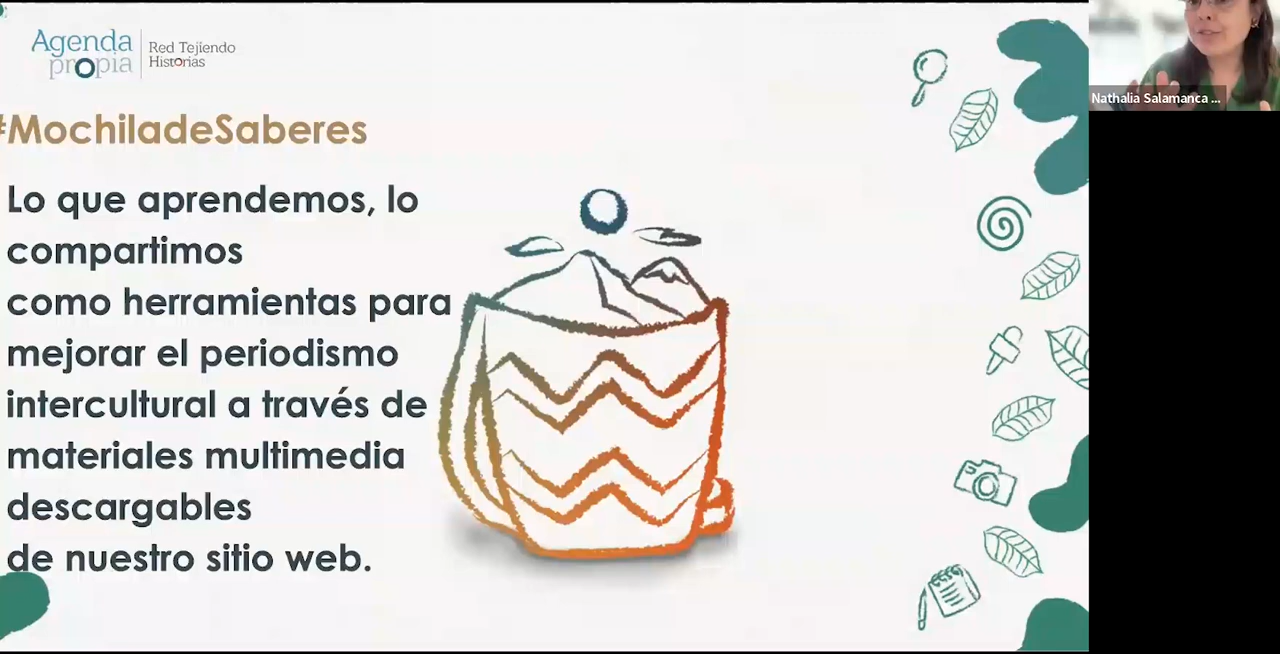 Agenda
propia
Red Tejiendo
Historias
#MochiladeSaberes
Lo que aprendemos, lo
compartimos
como herramientas para
mejorar el periodismo
intercultural a través de
materiales multimedia
descargables
de nuestro sitio web.
Nathalia Salamanca ...